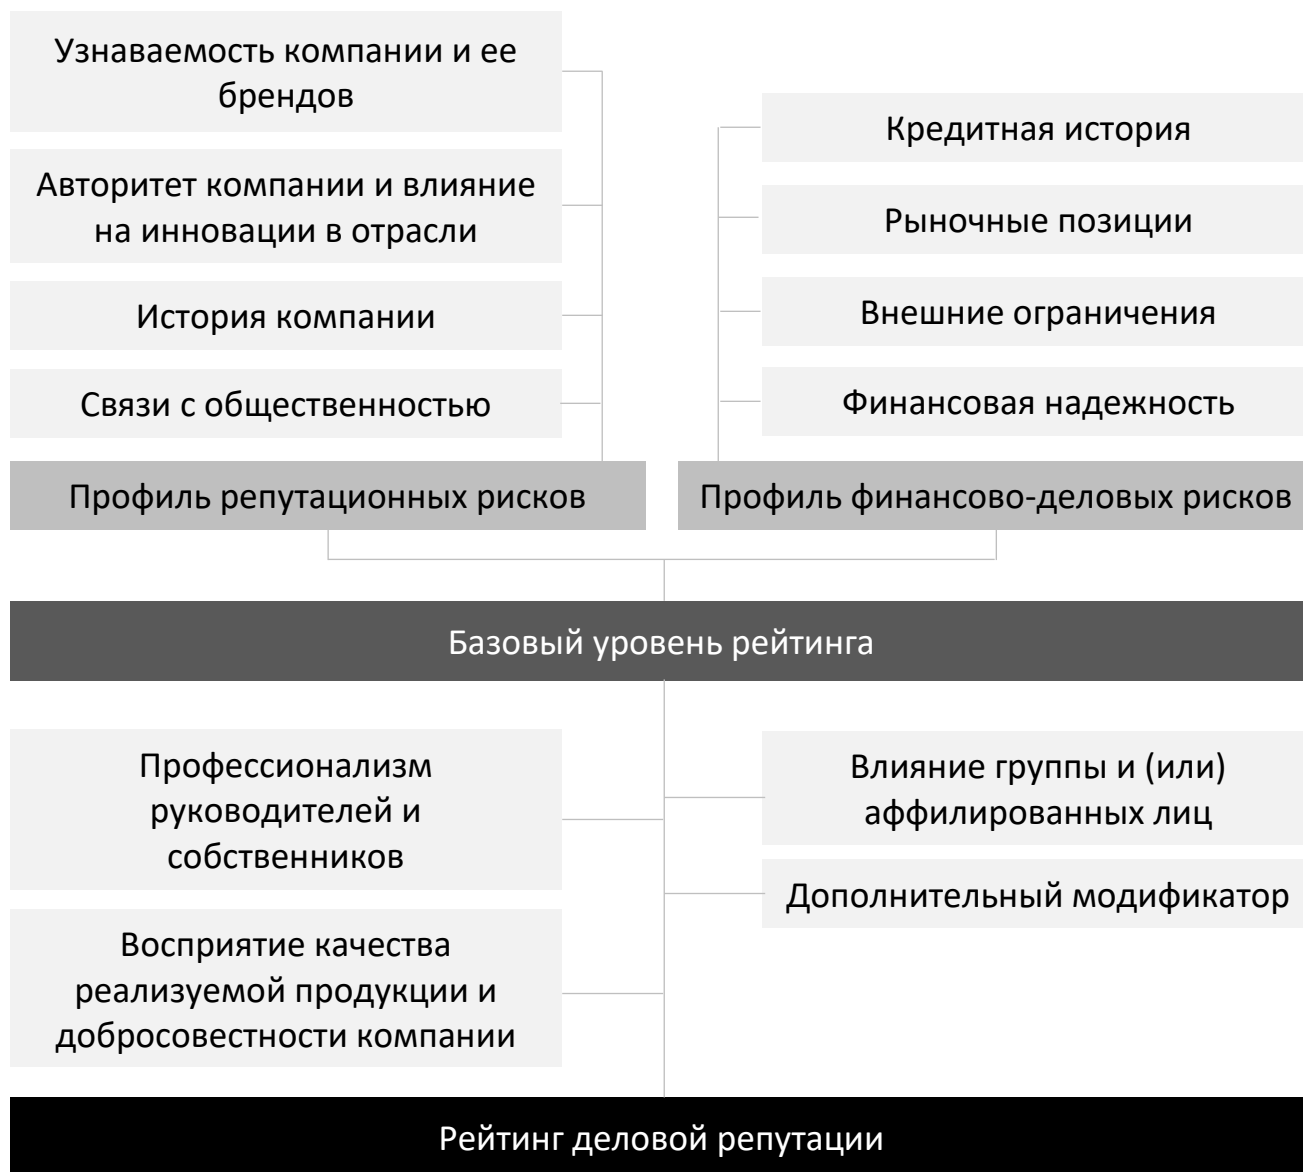 Узнаваемость компании и ее
брендов
Авторитет компании и влияние
на инновации в отрасли
История компании
Связи с общественностью
Кредитная история
Рыночные позиции
Внешние ограничения
Финансовая надежность
Профиль репутационных рисков
Профиль финансово-деловых рисков
Базовый уровень рейтинга
Профессионализм
руководителей и
собственников
Восприятие качества
реализуемой продукции и
добросовестности компании
Влияние группы и (или)
аффилированных лиц
Дополнительный модификатор
Рейтинг деловой репутации